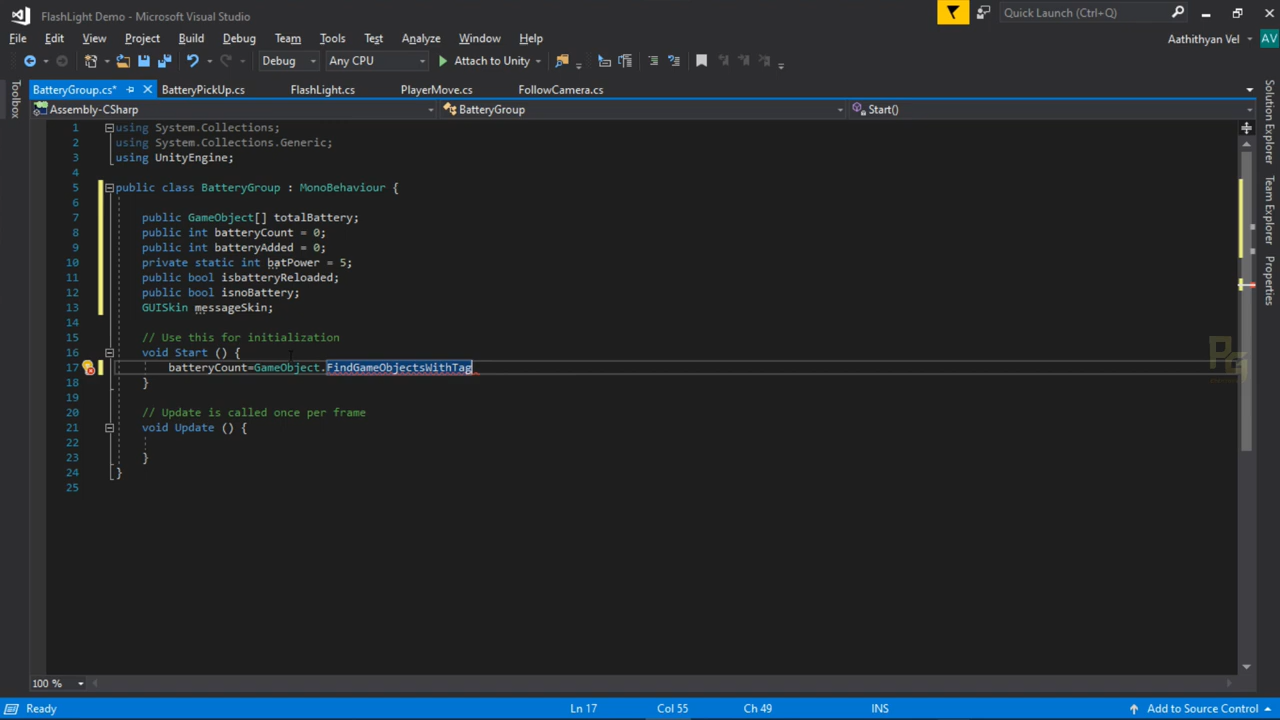 FlashLight Demo - Microsoft Visual Studio
Quick Launch (Ctrl+Q)
File Edit View Project Build Debug Team Tools Test Analyze Window Help
Aathithyan Vel AV
Debug Any CPU Attach to Unity
BatteryGroup.cs* BatteryPickUp.cs FlashLight.cs PlayerMove.cs FollowCamera.cs
Assembly-CSharp BatteryGroup Start()
Toolbox
Solution Explorer
Team Explorer
Properties
1 using System.Collections;
2 using System.Collections.Generic;
3 using UnityEngine;
4
5 public class BatteryGroup : MonoBehaviour {
6
7 public GameObject[] totalBattery;
8 public int batteryCount = 0;
9 public int batteryAdded = 0;
10 private static int batPower = 5;
11 public bool isbatteryReloaded;
12 public bool isnoBattery;
13 GUISkin messageSkin;
14
15 // Use this for initialization
16 void Start () {
17 batteryCount=GameObject.FindGameObjectsWithTag
18 }
19
20 // Update is called once per frame
21 void Update () {
22
23 }
24 }
25
100 %
Ready Ln 17 Col 55 Ch 49 INS Add to Source Control